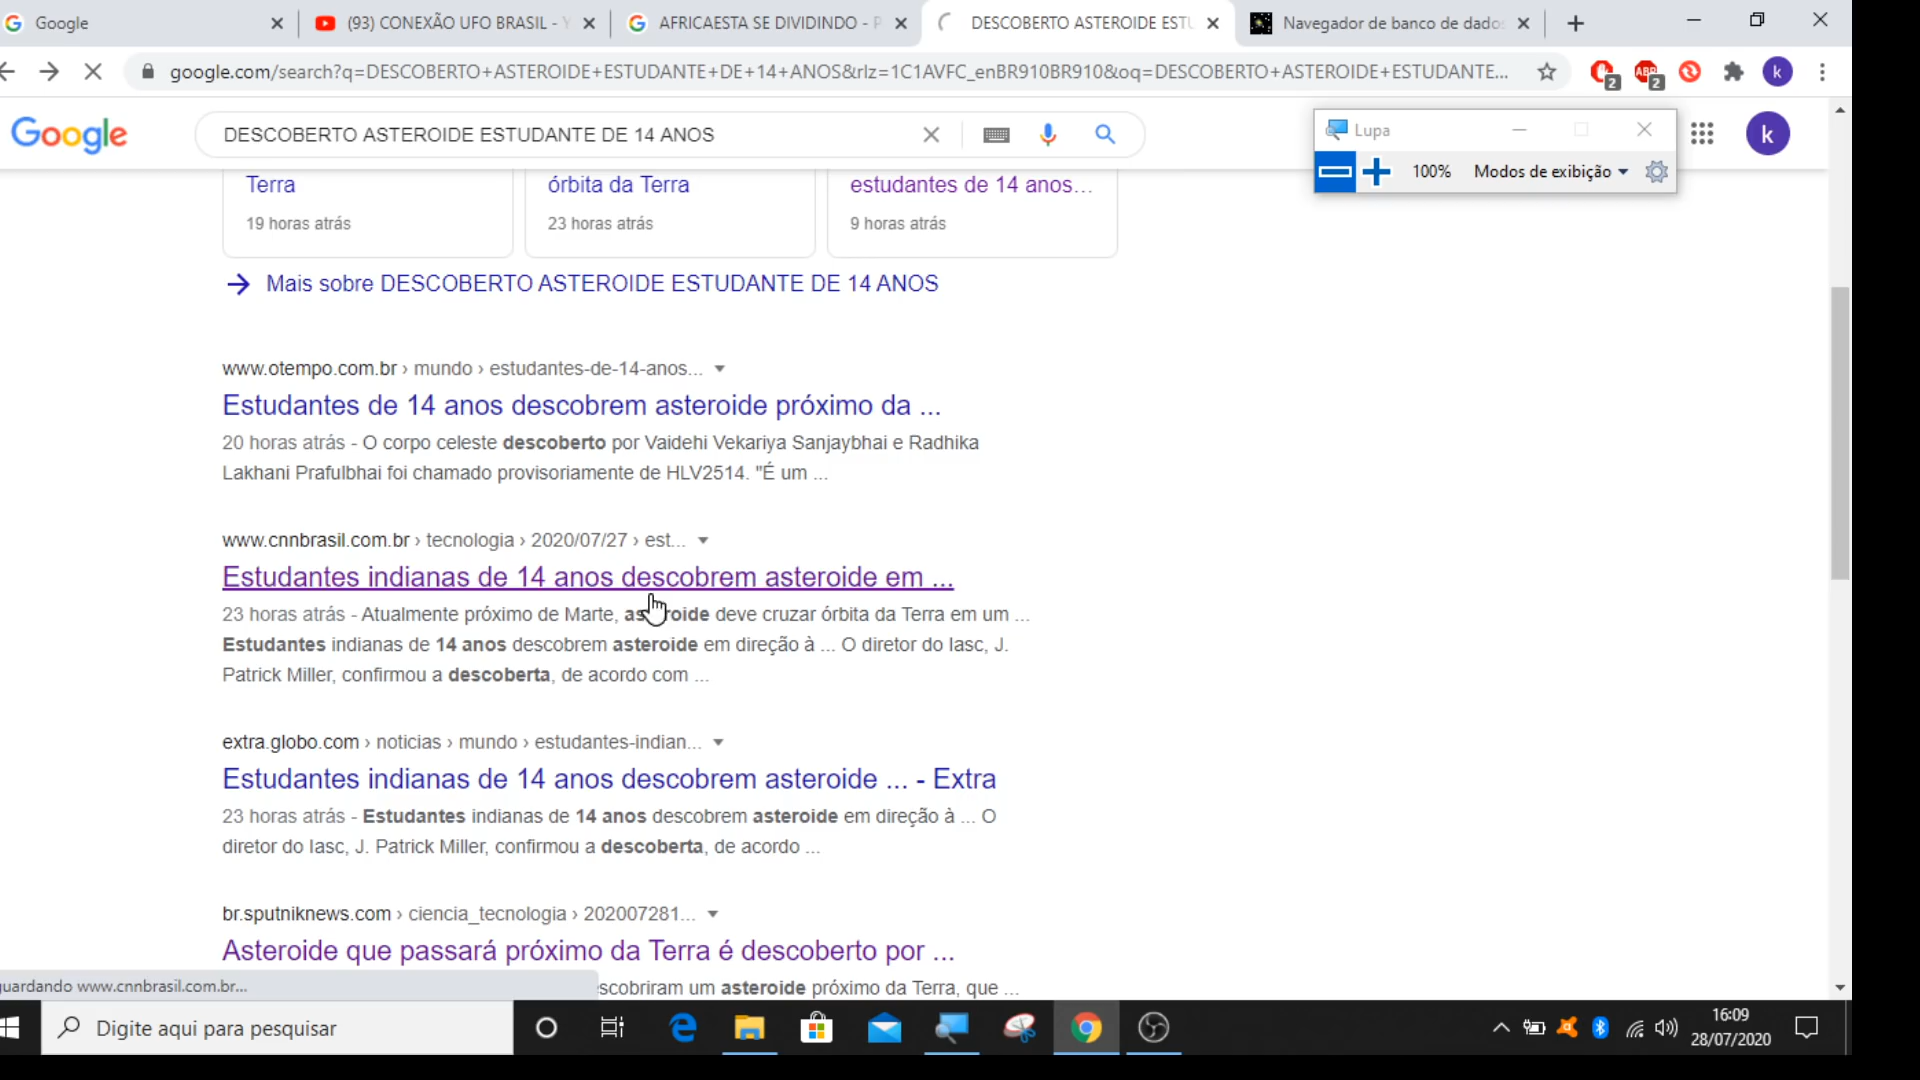 Google
(93) CONEXÃO UFO BRASIL - Y
AFRICAESTA SE DIVIDINDO - P
DESCOBERTO ASTEROIDE ESTU
Navegador de banco de dados
google.com/search?q=DESCOBERTO+ASTEROIDE+ESTUDANTE+DE+14+ANOS&rlz=1C1AVFC_enBR910BR910&oq=DESCOBERTO+ASTEROIDE+ESTUDANTE...
2
ABP
2
k
Google
DESCOBERTO ASTEROIDE ESTUDANTE DE 14 ANOS
Lupa
k
100%
Modos de exibição
Terra
órbita da Terra
estudantes de 14 anos...
19 horas atrás
23 horas atrás
9 horas atrás
Mais sobre DESCOBERTO ASTEROIDE ESTUDANTE DE 14 ANOS
www.otempo.com.br › mundo › estudantes-de-14-anos...
Estudantes de 14 anos descobrem asteroide próximo da ...
20 horas atrás - O corpo celeste descoberto por Vaidehi Vekariya Sanjaybhai e Radhika
Lakhani Prafulbhai foi chamado provisoriamente de HLV2514. "É um ...
www.cnnbrasil.com.br › tecnologia › 2020/07/27 › est...
Estudantes indianas de 14 anos descobrem asteroide em ...
23 horas atrás - Atualmente próximo de Marte, asteroide deve cruzar órbita da Terra em um ...
Estudantes indianas de 14 anos descobrem asteroide em direção à ... O diretor do Iasc, J.
Patrick Miller, confirmou a descoberta, de acordo com ...
extra.globo.com › noticias › mundo › estudantes-indian...
Estudantes indianas de 14 anos descobrem asteroide ... - Extra
23 horas atrás - Estudantes indianas de 14 anos descobrem asteroide em direção à ... O
diretor do Iasc, J. Patrick Miller, confirmou a descoberta, de acordo ...
br.sputniknews.com › ciencia_tecnologia › 202007281...
Asteroide que passará próximo da Terra é descoberto por ...
guardando www.cnnbrasil.com.br...
scobriram um asteroide próximo da Terra, que ...
Digite aqui para pesquisar
16:09
28/07/2020